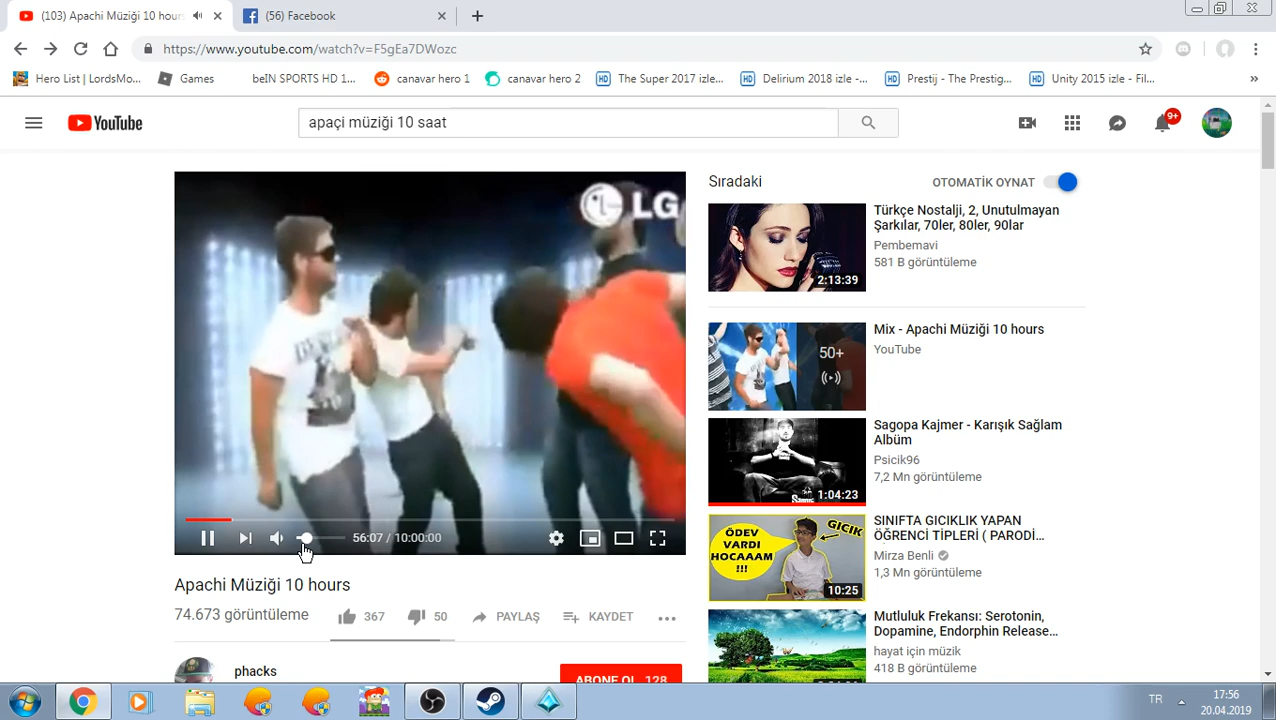 (103) Apachi Müziği 10 hours
(56) Facebook
https://www.youtube.com/watch?v=F5gEa7DWozc
Hero List | LordsMo...
Games
beIN SPORTS HD 1...
canavar hero 1
canavar hero 2
HD
The Super 2017 izle...
HD
Delirium 2018 izle -...
HD
Prestij - The Prestig...
HD
Unity 2015 izle - Fil...
»
YouTube
apaçi müziği 10 saat
9+
LG
56:07 / 10:00:00
Apachi Müziği 10 hours
74.673 görüntüleme
367
50
PAYLAŞ
KAYDET
phacks
ABONE OL 128
Sıradaki
OTOMATİK OYNAT
2:13:39
Türkçe Nostalji, 2, Unutulmayan
Şarkılar, 70ler, 80ler, 90lar
Pembemavi
581 B görüntüleme
50+
Mix - Apachi Müziği 10 hours
YouTube
1:04:23
Sagopa Kajmer - Karışık Sağlam
Albüm
Psicik96
7,2 Mn görüntüleme
ÖDEV
VARDI
HOCAAAM
!!!
GICIK
10:25
SINIFTA GICIKLIK YAPAN
ÖĞRENCİ TİPLERİ ( PARODİ...
Mirza Benli
1,3 Mn görüntüleme
Mutluluk Frekansı: Serotonin,
Dopamine, Endorphin Release...
hayat için müzik
418 B görüntüleme
TR
17:56
20.04.2019